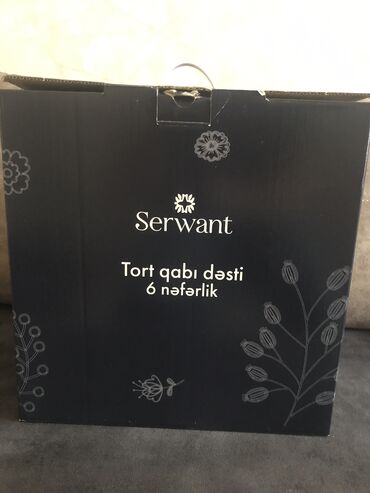 Serwant
Tort qabı dəsti
6 nəfərlik